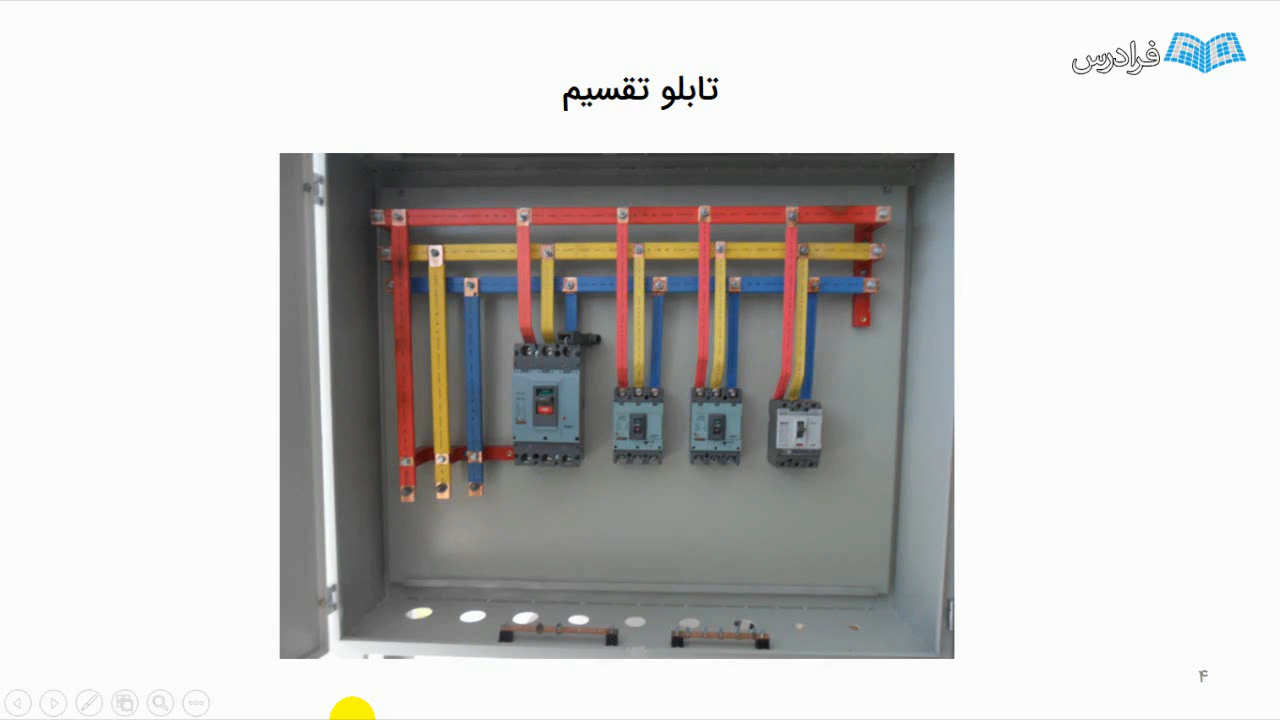 فرادرس
تابلو تقسیم
۴